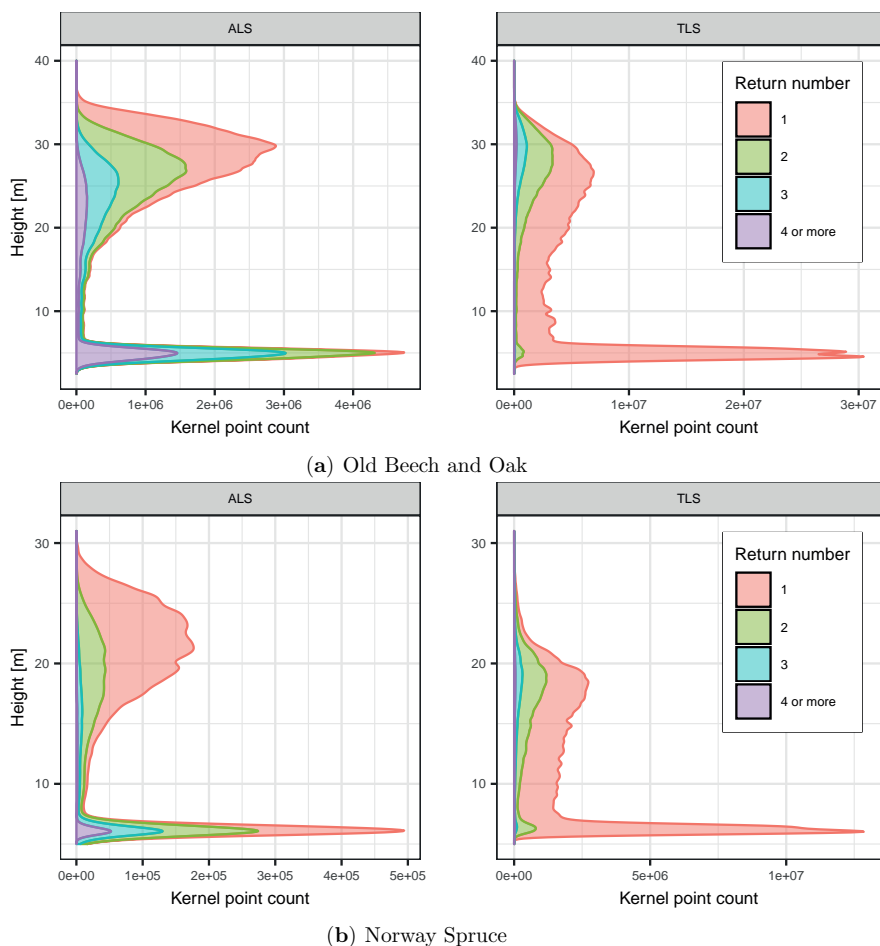 ALS
TLS
Height [m]
40
30
20
10
Return number
1
2
3
4 or more
0e+00
1e+06
2e+06
3e+06
4e+06
0e+00
1e+07
2e+07
3e+07
Kernel point count
Kernel point count
(a) Old Beech and Oak
ALS
TLS
Height [m]
30
20
10
Return number
1
2
3
4 or more
0e+00
1e+05
2e+05
3e+05
4e+05
5e+05
0e+00
5e+06
1e+07
Kernel point count
Kernel point count
(b) Norway Spruce